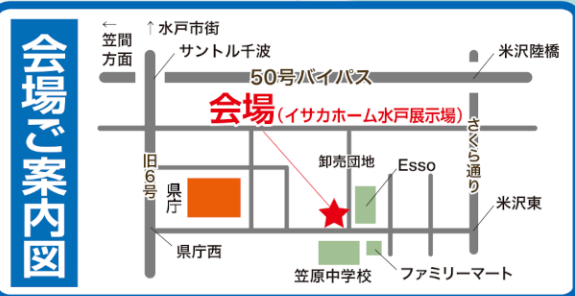 会場ご案内図
←
笠間
方面
↑水戸市街
サントル千波
50号バイパス
米沢陸橋
会場(イサカホーム水戸展示場)
さくら通り
旧6号
県庁
卸売団地
Esso
米沢東
県庁西
笠原中学校
ファミリーマート